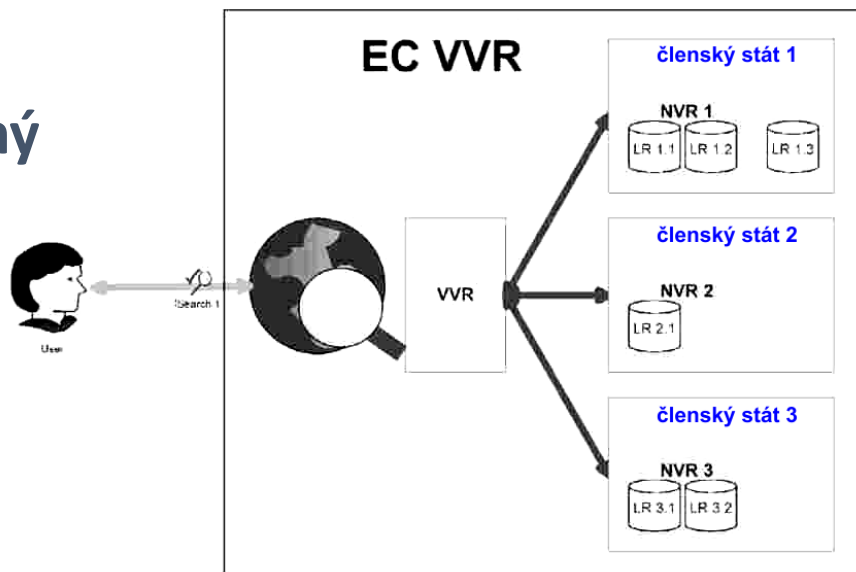 EC VVR
ný
členský stát 1
NVR 1
LR 1.1 LR 1.2 LR 1.3
členský stát 2
NVR 2
LR 2.1
Search 1
VVR
User
členský stát 3
NVR 3
LR 3.1 LR 3.2